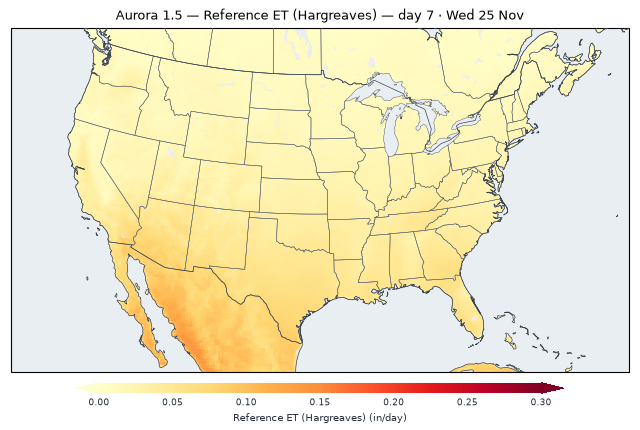 Aurora 1.5 — Reference ET (Hargreaves) — day 7 · Wed 25 Nov
0.00 0.05 0.10 0.15 0.20 0.25 0.30
Reference ET (Hargreaves) (in/day)